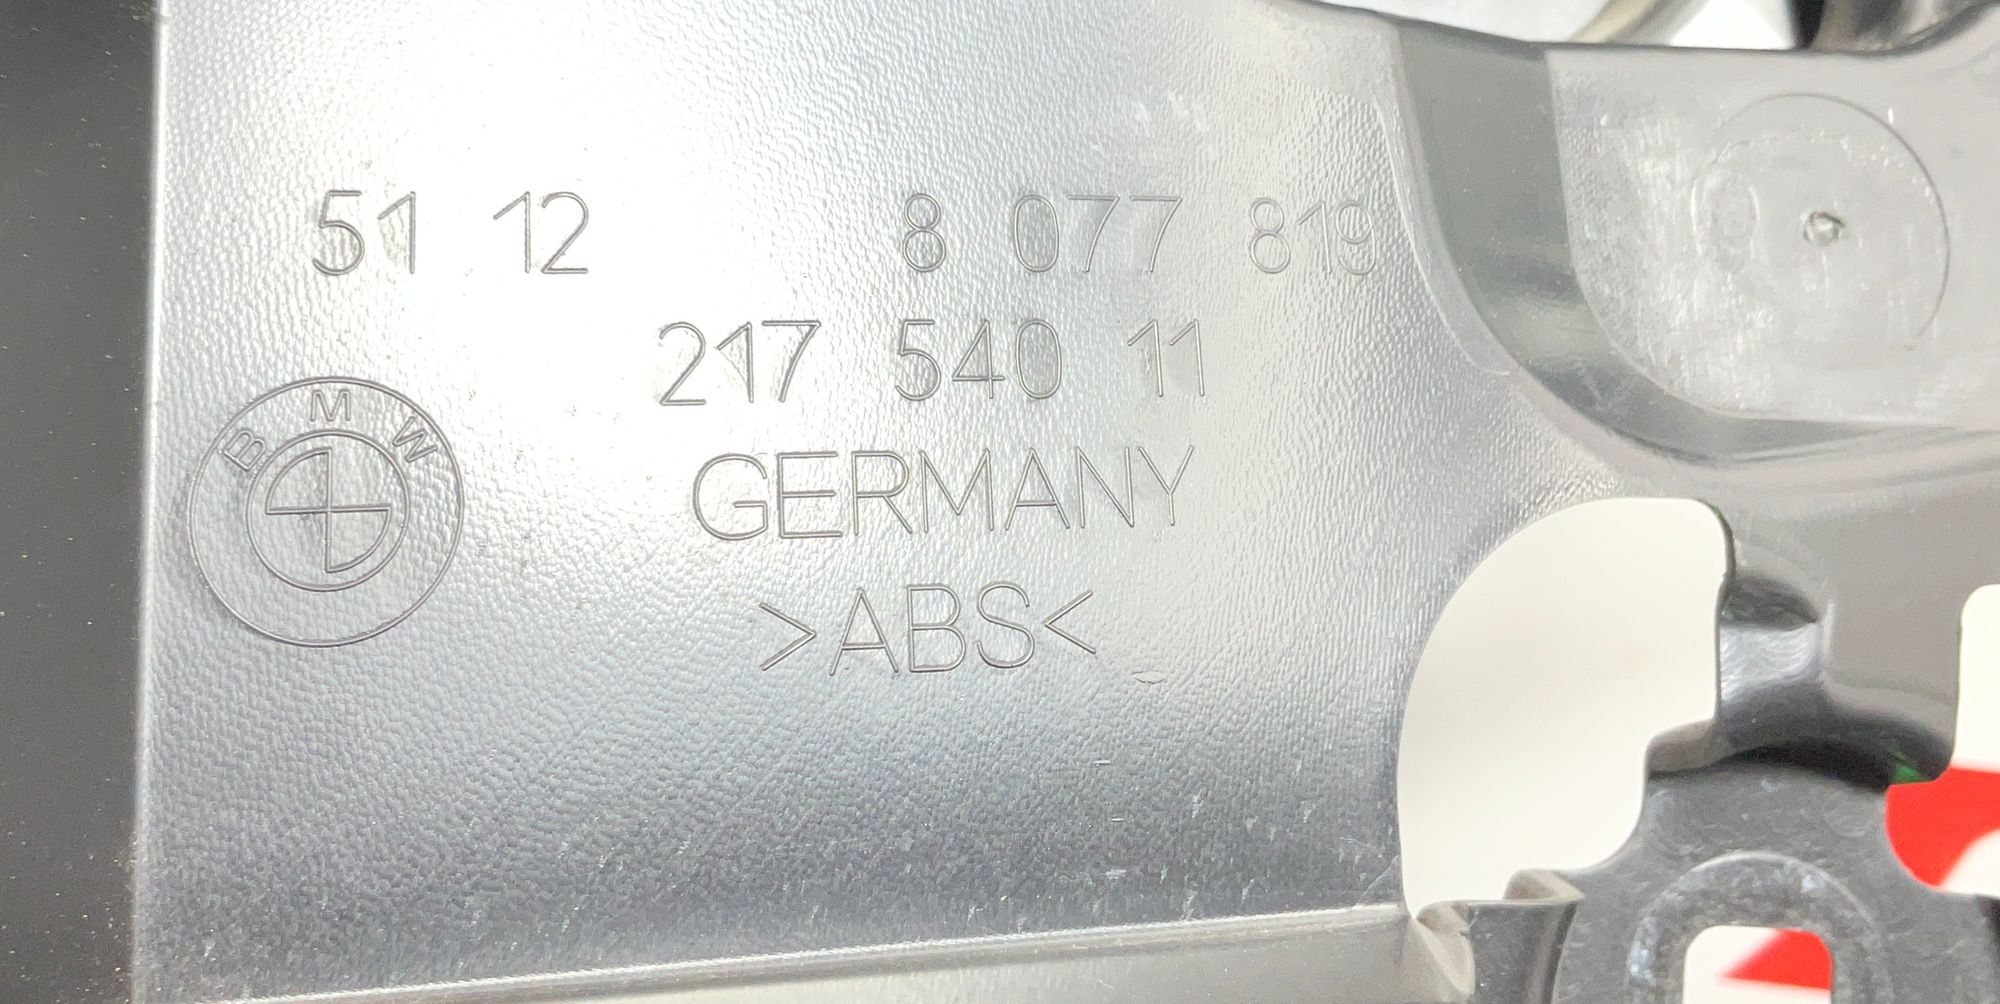 51 12 8 077 819
217 540 11
BMW
GERMANY
>ABS<